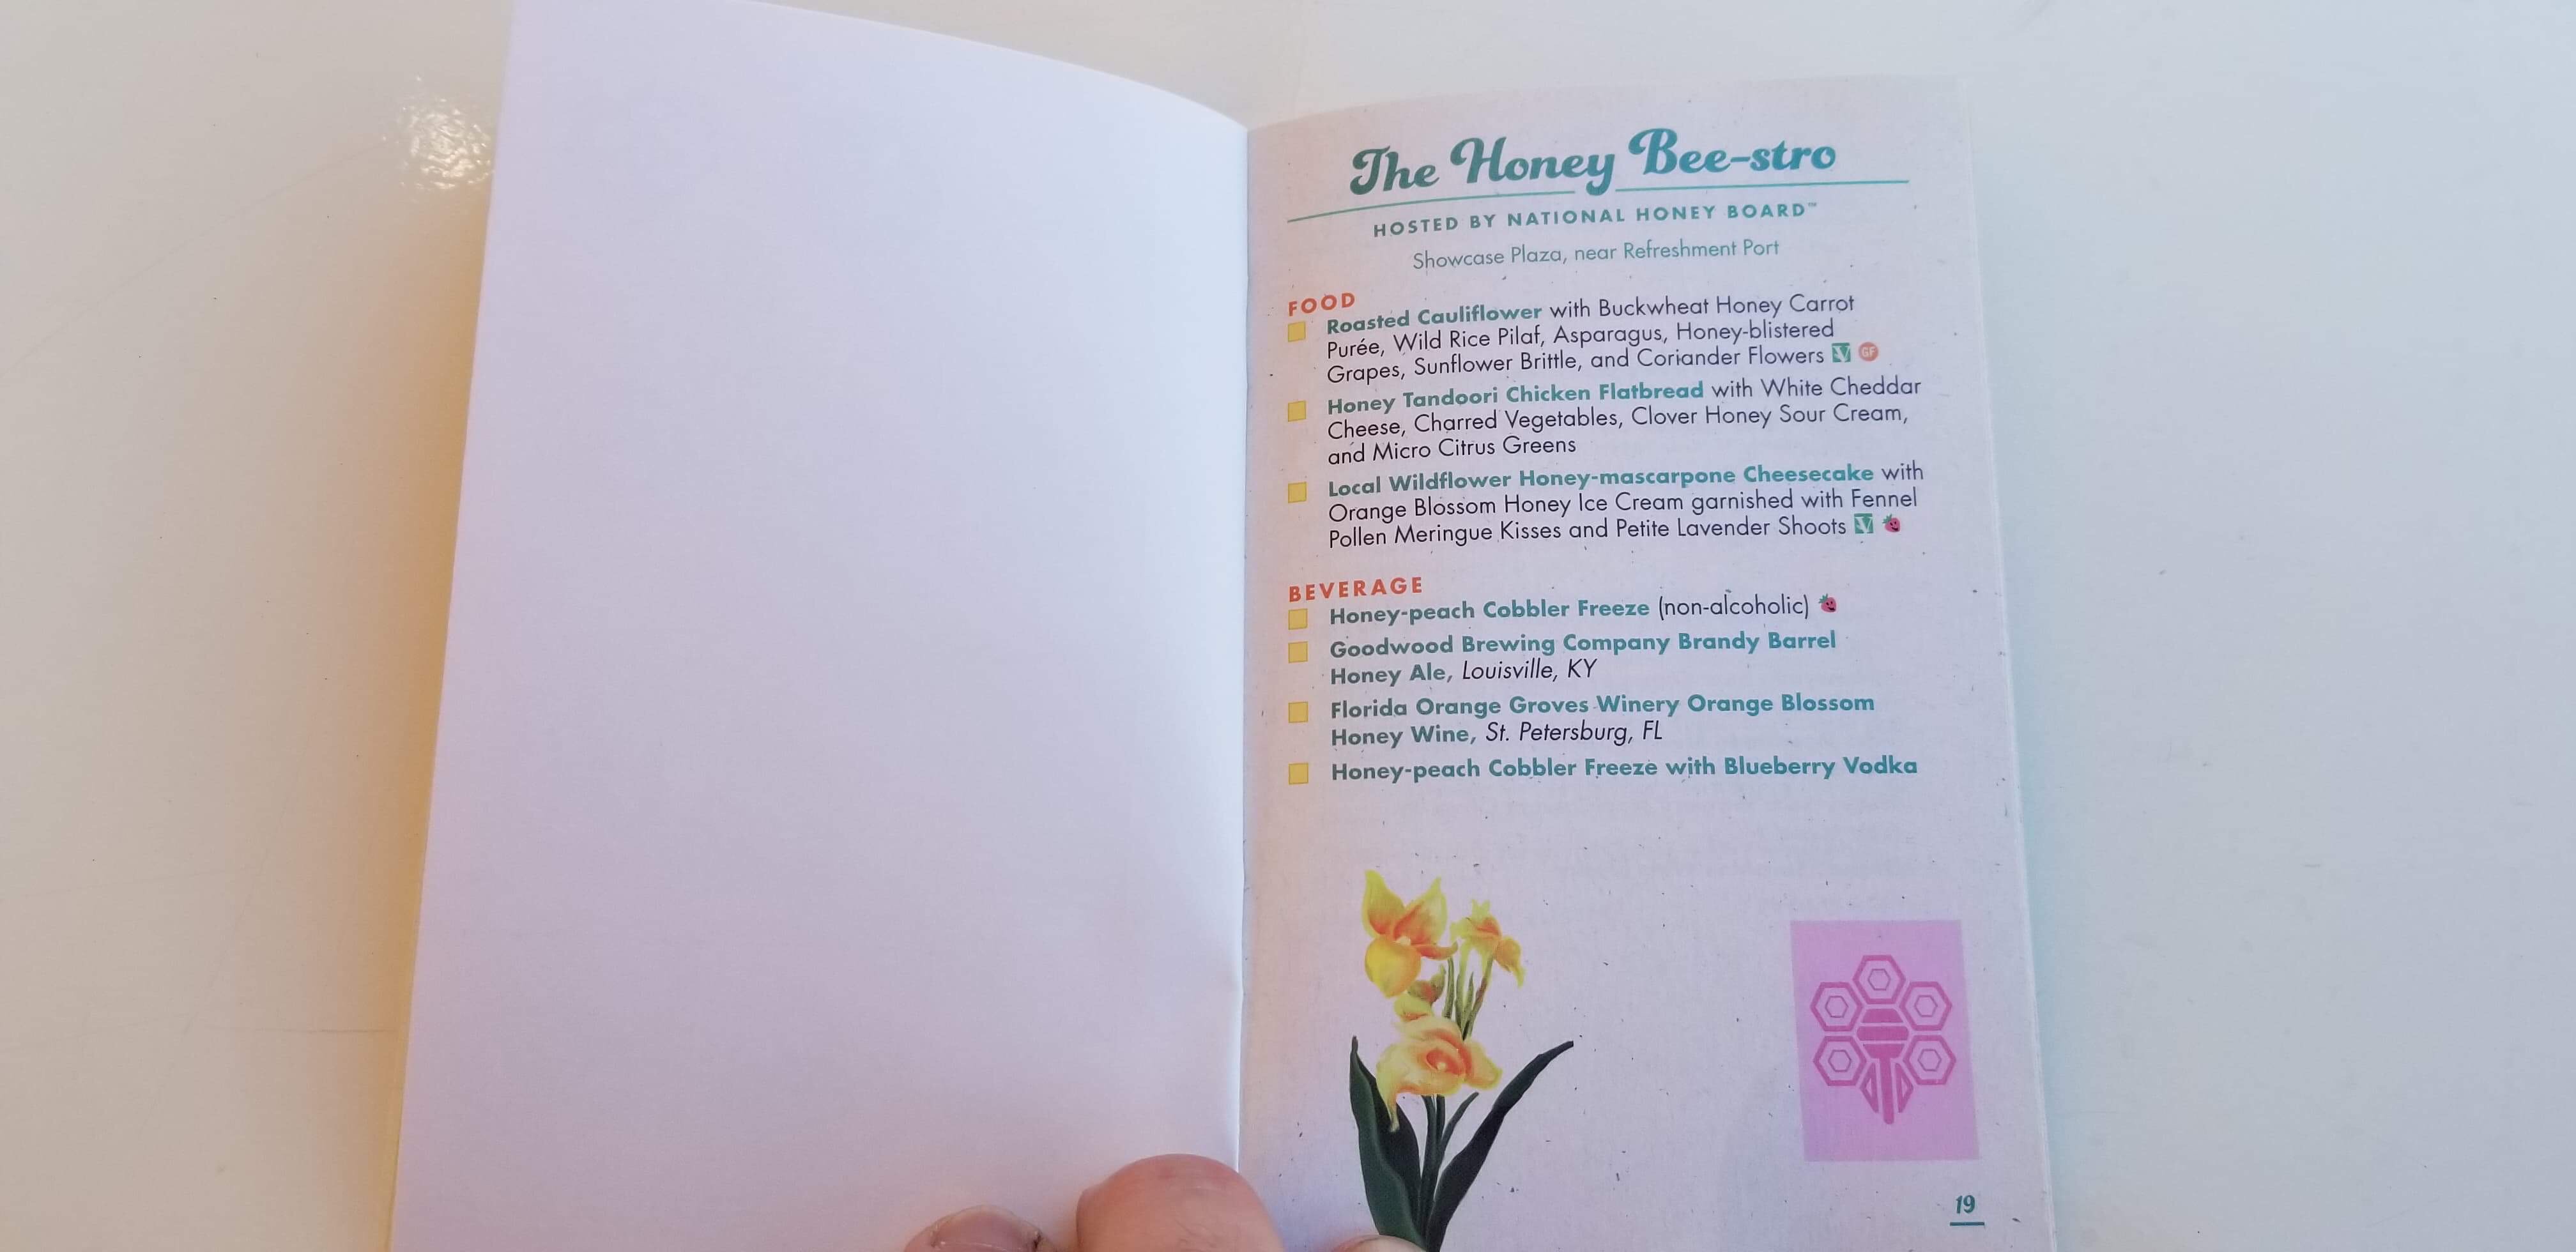 The Honey Bee-stro
HOSTED BY NATIONAL HONEY BOARD™
Showcase Plaza, near Refreshment Port
FOOD
Roasted Cauliflower with Buckwheat Honey Carrot
Purée, Wild Rice Pilaf, Asparagus, Honey-blistered
Grapes, Sunflower Brittle, and Coriander Flowers V GF
Honey Tandoori Chicken Flatbread with White Cheddar
Cheese, Charred Vegetables, Clover Honey Sour Cream,
and Micro Citrus Greens
Local Wildflower Honey-mascarpone Cheesecake with
Orange Blossom Honey Ice Cream garnished with Fennel
Pollen Meringue Kisses and Petite Lavender Shoots V
BEVERAGE
Honey-peach Cobbler Freeze (non-alcoholic)
Goodwood Brewing Company Brandy Barrel
Honey Ale, Louisville, KY
Florida Orange Groves Winery Orange Blossom
Honey Wine, St. Petersburg, FL
Honey-peach Cobbler Freeze with Blueberry Vodka
19